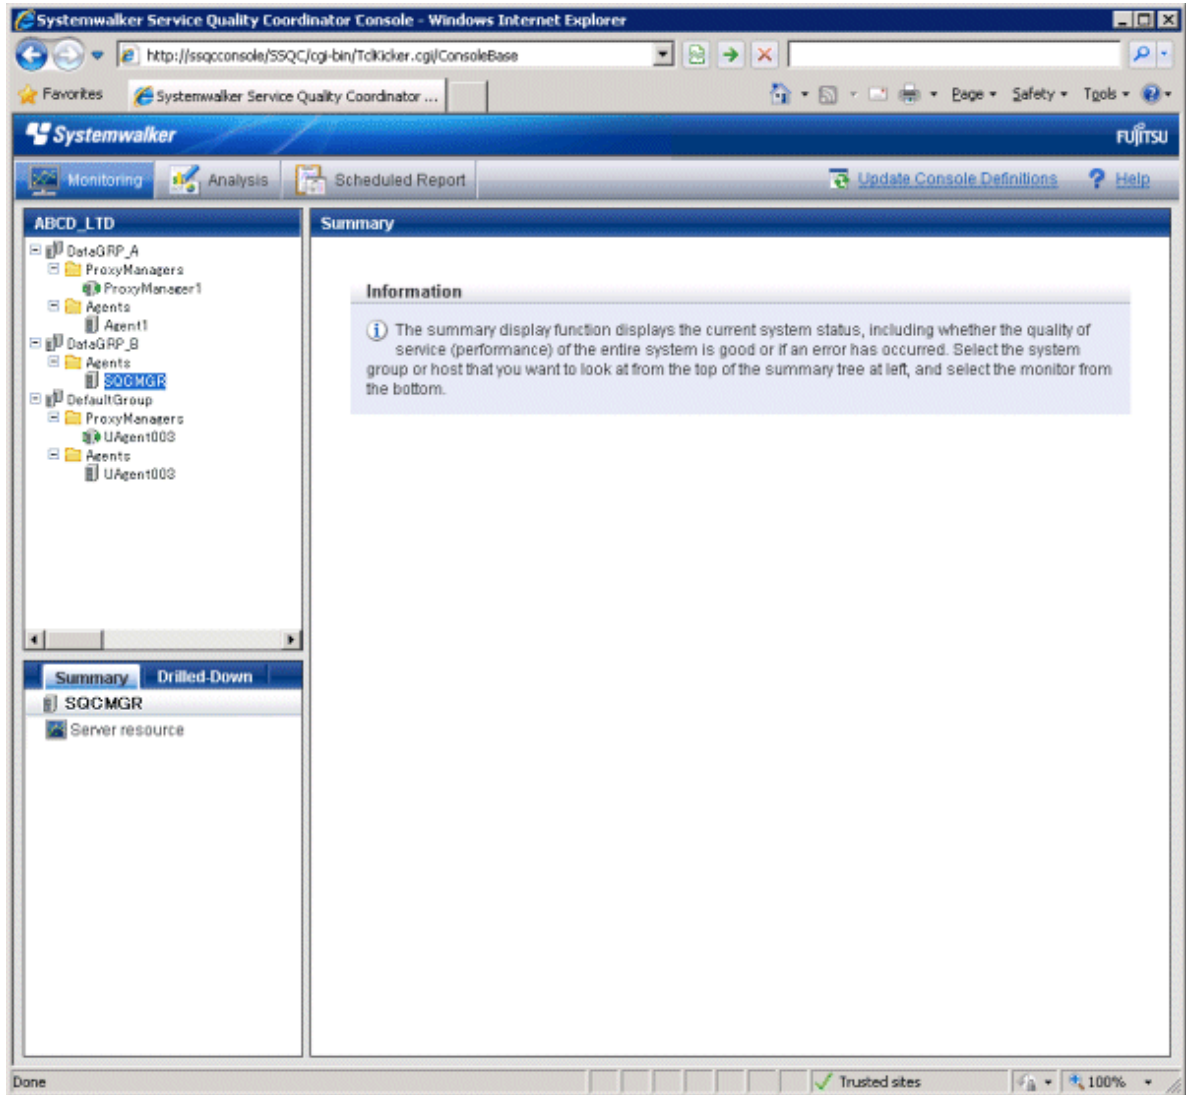 Systemwalker Service Quality Coordinator Console - Windows Internet Explorer
http://ssqcconsole/SSQC/cgi-bin/TclKicker.cgi/ConsoleBase
Favorites Systemwalker Service Quality Coordinator ... Page Safety Tools
Systemwalker FUJITSU
Monitoring Analysis Scheduled Report Update Console Definitions ? Help
ABCD_LTD Summary
DataGRP_A
ProxyManagers
ProxyManager1
Agents
Agent1
DataGRP_B
Agents
SQCMGR
DefaultGroup
ProxyManagers
UAgent003
Agents
UAgent003
Information
The summary display function displays the current system status, including whether the quality of
service (performance) of the entire system is good or if an error has occurred. Select the system
group or host that you want to look at from the top of the summary tree at left, and select the monitor from
the bottom.
Summary Drilled-Down
SQCMGR
Server resource
Done Trusted sites 100%